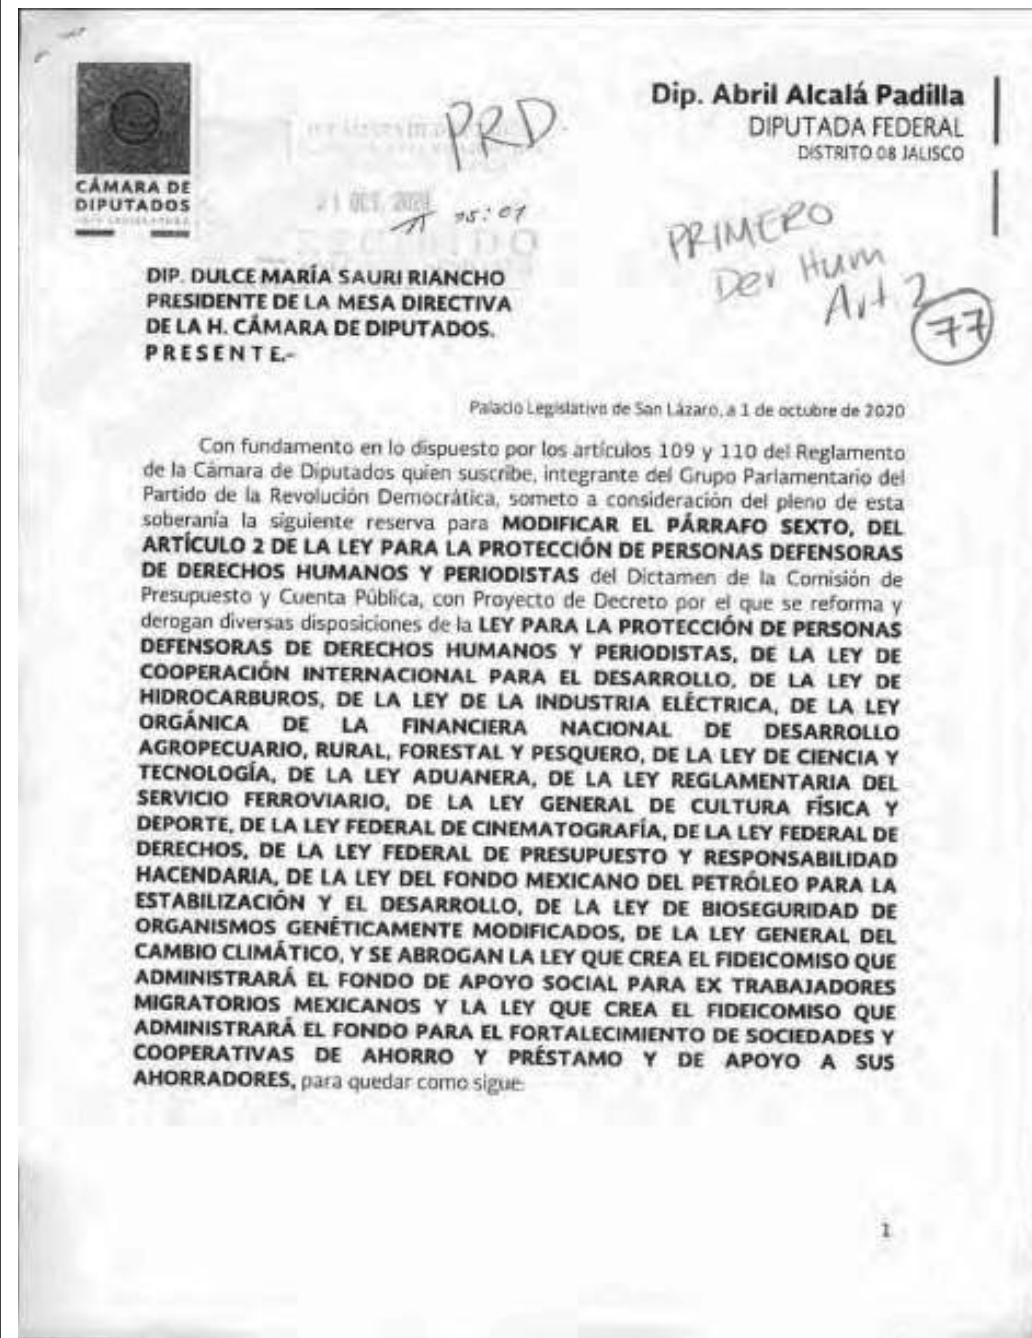 Dip. Abril Alcalá Padilla
DIPUTADA FEDERAL
DISTRITO 08 JALISCO
CÁMARA DE
DIPUTADOS
PRD
21 OCT. 2020
15:07
PRIMERO
Der Hum
Art 2
77
DIP. DULCE MARÍA SAURI RIANCHO
PRESIDENTE DE LA MESA DIRECTIVA
DE LA H. CÁMARA DE DIPUTADOS.
PRESENTE.-
Palacio Legislativo de San Lázaro, a 1 de octubre de 2020
Con fundamento en lo dispuesto por los artículos 109 y 110 del Reglamento
de la Cámara de Diputados quien suscribe, integrante del Grupo Parlamentario del
Partido de la Revolución Democrática, someto a consideración del pleno de esta
soberanía la siguiente reserva para MODIFICAR EL PÁRRAFO SEXTO, DEL
ARTÍCULO 2 DE LA LEY PARA LA PROTECCIÓN DE PERSONAS DEFENSORAS
DE DERECHOS HUMANOS Y PERIODISTAS del Dictamen de la Comisión de
Presupuesto y Cuenta Pública, con Proyecto de Decreto por el que se reforma y
derogan diversas disposiciones de la LEY PARA LA PROTECCIÓN DE PERSONAS
DEFENSORAS DE DERECHOS HUMANOS Y PERIODISTAS, DE LA LEY DE
COOPERACIÓN INTERNACIONAL PARA EL DESARROLLO, DE LA LEY DE
HIDROCARBUROS, DE LA LEY DE LA INDUSTRIA ELÉCTRICA, DE LA LEY
ORGÁNICA DE LA FINANCIERA NACIONAL DE DESARROLLO
AGROPECUARIO, RURAL, FORESTAL Y PESQUERO, DE LA LEY DE CIENCIA Y
TECNOLOGÍA, DE LA LEY ADUANERA, DE LA LEY REGLAMENTARIA DEL
SERVICIO FERROVIARIO, DE LA LEY GENERAL DE CULTURA FÍSICA Y
DEPORTE, DE LA LEY FEDERAL DE CINEMATOGRAFÍA, DE LA LEY FEDERAL DE
DERECHOS, DE LA LEY FEDERAL DE PRESUPUESTO Y RESPONSABILIDAD
HACENDARIA, DE LA LEY DEL FONDO MEXICANO DEL PETRÓLEO PARA LA
ESTABILIZACIÓN Y EL DESARROLLO, DE LA LEY DE BIOSEGURIDAD DE
ORGANISMOS GENÉTICAMENTE MODIFICADOS, DE LA LEY GENERAL DEL
CAMBIO CLIMÁTICO, Y SE ABROGAN LA LEY QUE CREA EL FIDEICOMISO QUE
ADMINISTRARÁ EL FONDO DE APOYO SOCIAL PARA EX TRABAJADORES
MIGRATORIOS MEXICANOS Y LA LEY QUE CREA EL FIDEICOMISO QUE
ADMINISTRARÁ EL FONDO PARA EL FORTALECIMIENTO DE SOCIEDADES Y
COOPERATIVAS DE AHORRO Y PRÉSTAMO Y DE APOYO A SUS
AHORRADORES, para quedar como sigue:
1